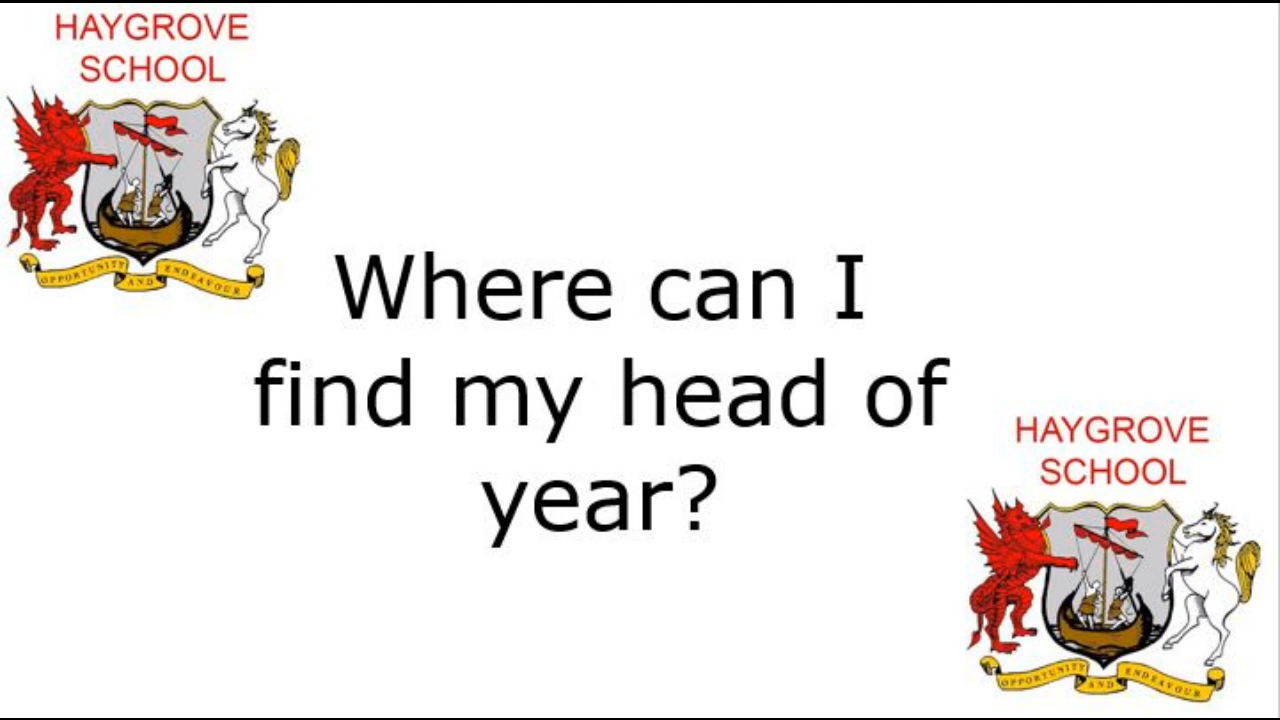 HAYGROVE
SCHOOL
OPPORTUNITY AND ENDEAVOUR
Where can I
find my head of
year?
HAYGROVE
SCHOOL
OPPORTUNITY AND ENDEAVOUR